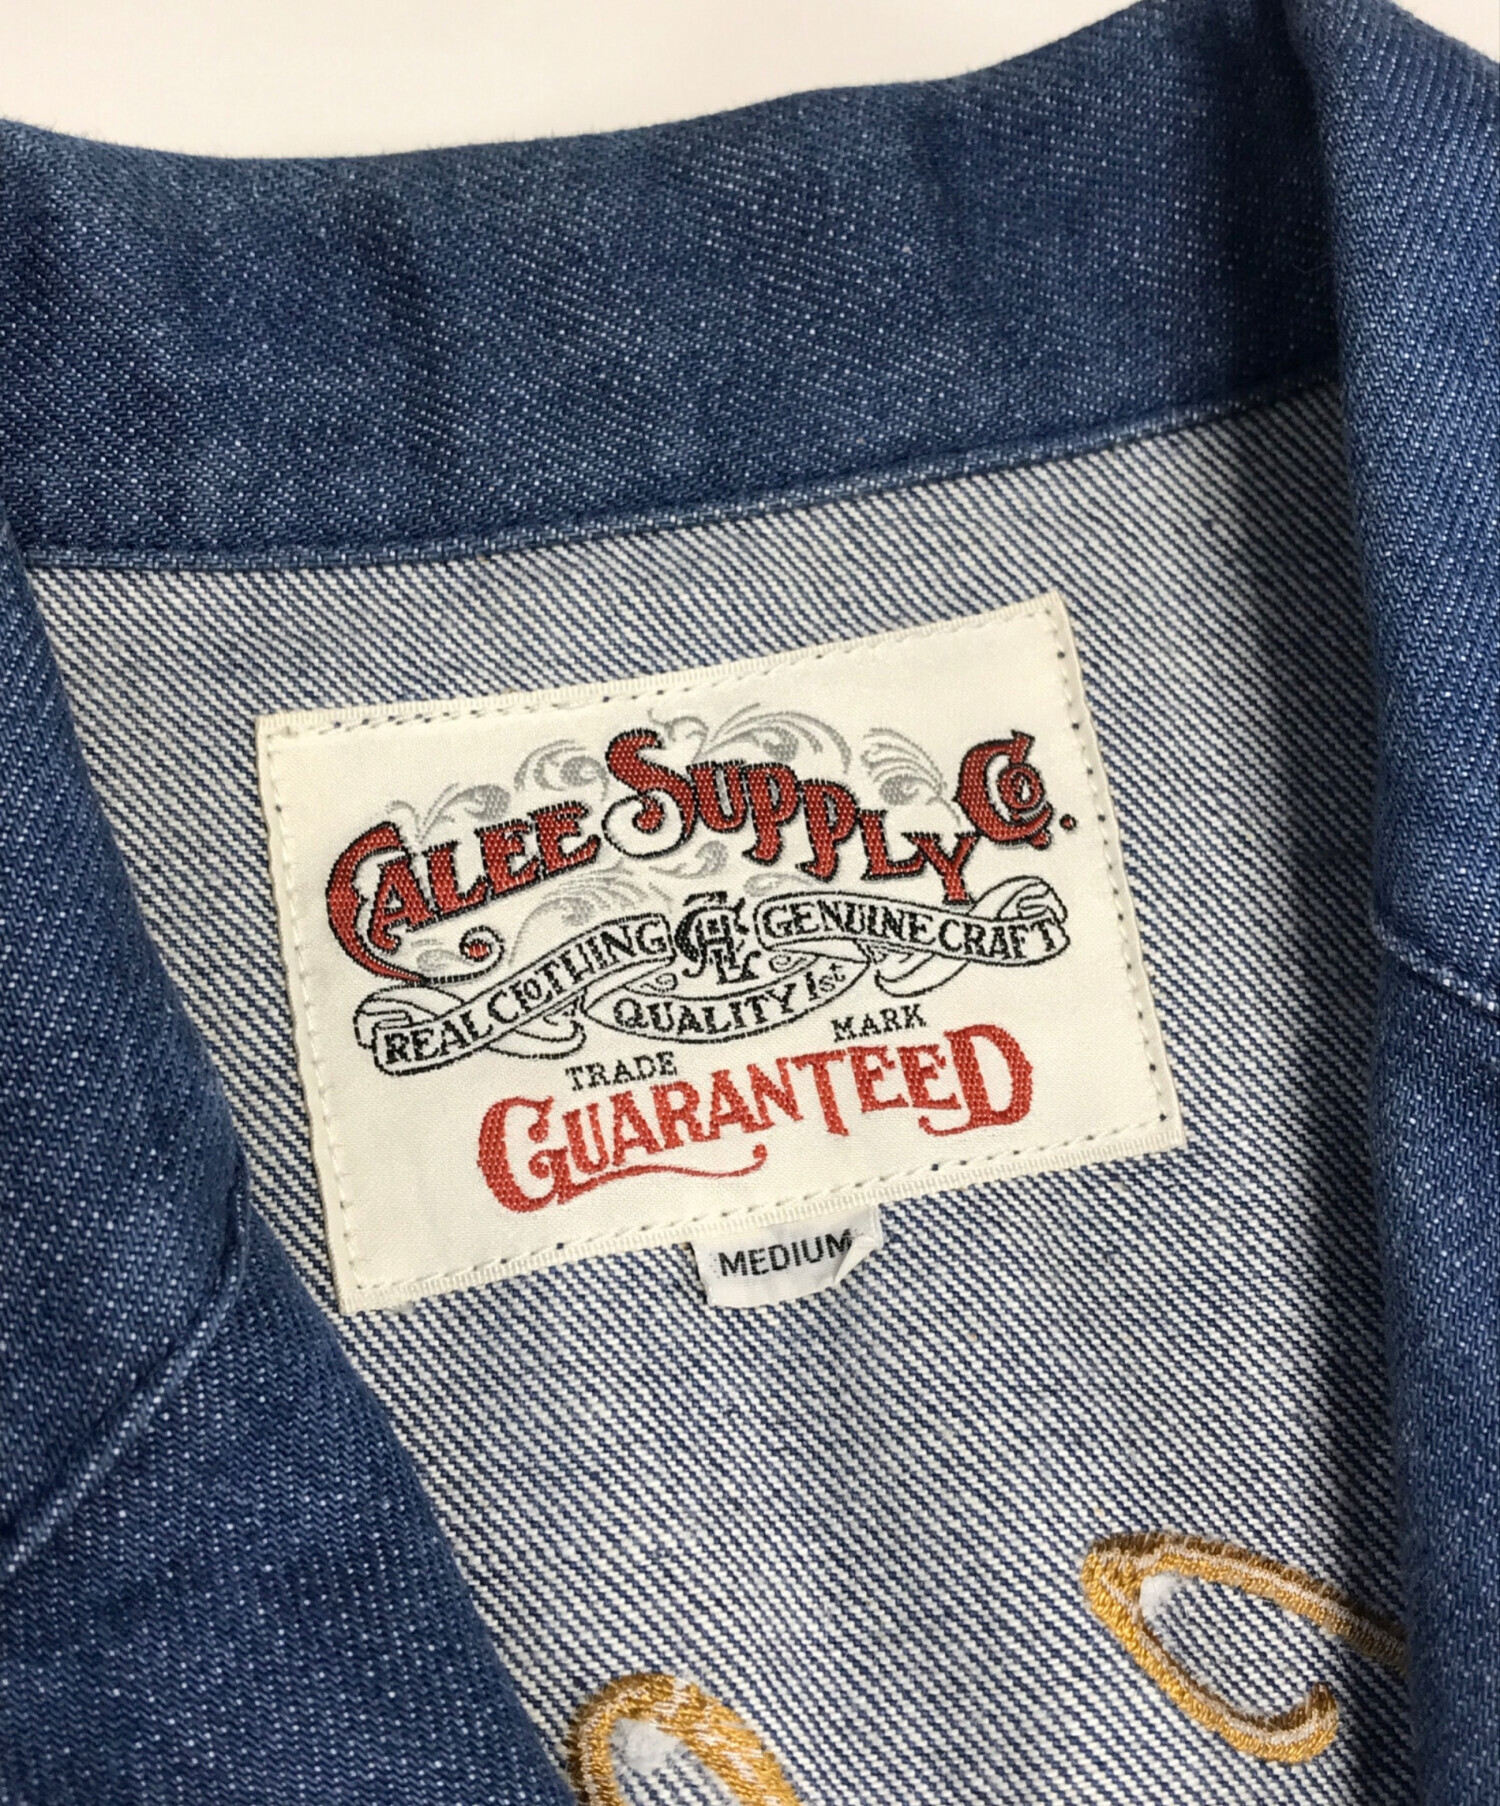 CALEE SUPPLY Co.
REAL CLOTHING GENUINE CRAFT
QUALITY 1st
TRADE MARK
GUARANTEED
MEDIUM